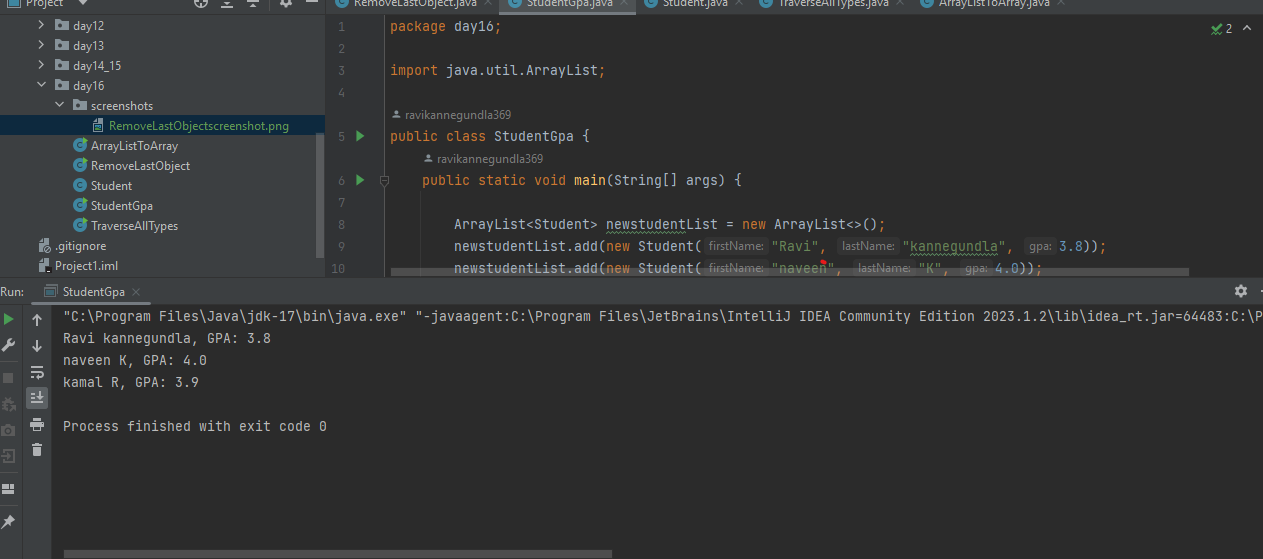 Project
RemoveLastObject.java
StudentGpa.java
Student.java
TraverseAllTypes.java
ArrayListToArray.java
day12
day13
day14_15
day16
screenshots
RemoveLastObjectscreenshot.png
ArrayListToArray
RemoveLastObject
Student
StudentGpa
TraverseAllTypes
.gitignore
Project1.iml
1 package day16;
2
2
3 import java.util.ArrayList;
4
ravikannegundla369
5 public class StudentGpa {
ravikannegundla369
6 public static void main(String[] args) {
7
8 ArrayList<Student> newstudentList = new ArrayList<>();
9 newstudentList.add(new Student( firstName: "Ravi", lastName: "kannegundla", gpa: 3.8));
10 newstudentList.add(new Student( firstName: "naveen", lastName: "K", gpa: 4.0));
Run: StudentGpa
"C:\Program Files\Java\jdk-17\bin\java.exe" "-javaagent:C:\Program Files\JetBrains\IntelliJ IDEA Community Edition 2023.1.2\lib\idea_rt.jar=64483:C:\P
Ravi kannegundla, GPA: 3.8
naveen K, GPA: 4.0
kamal R, GPA: 3.9
Process finished with exit code 0